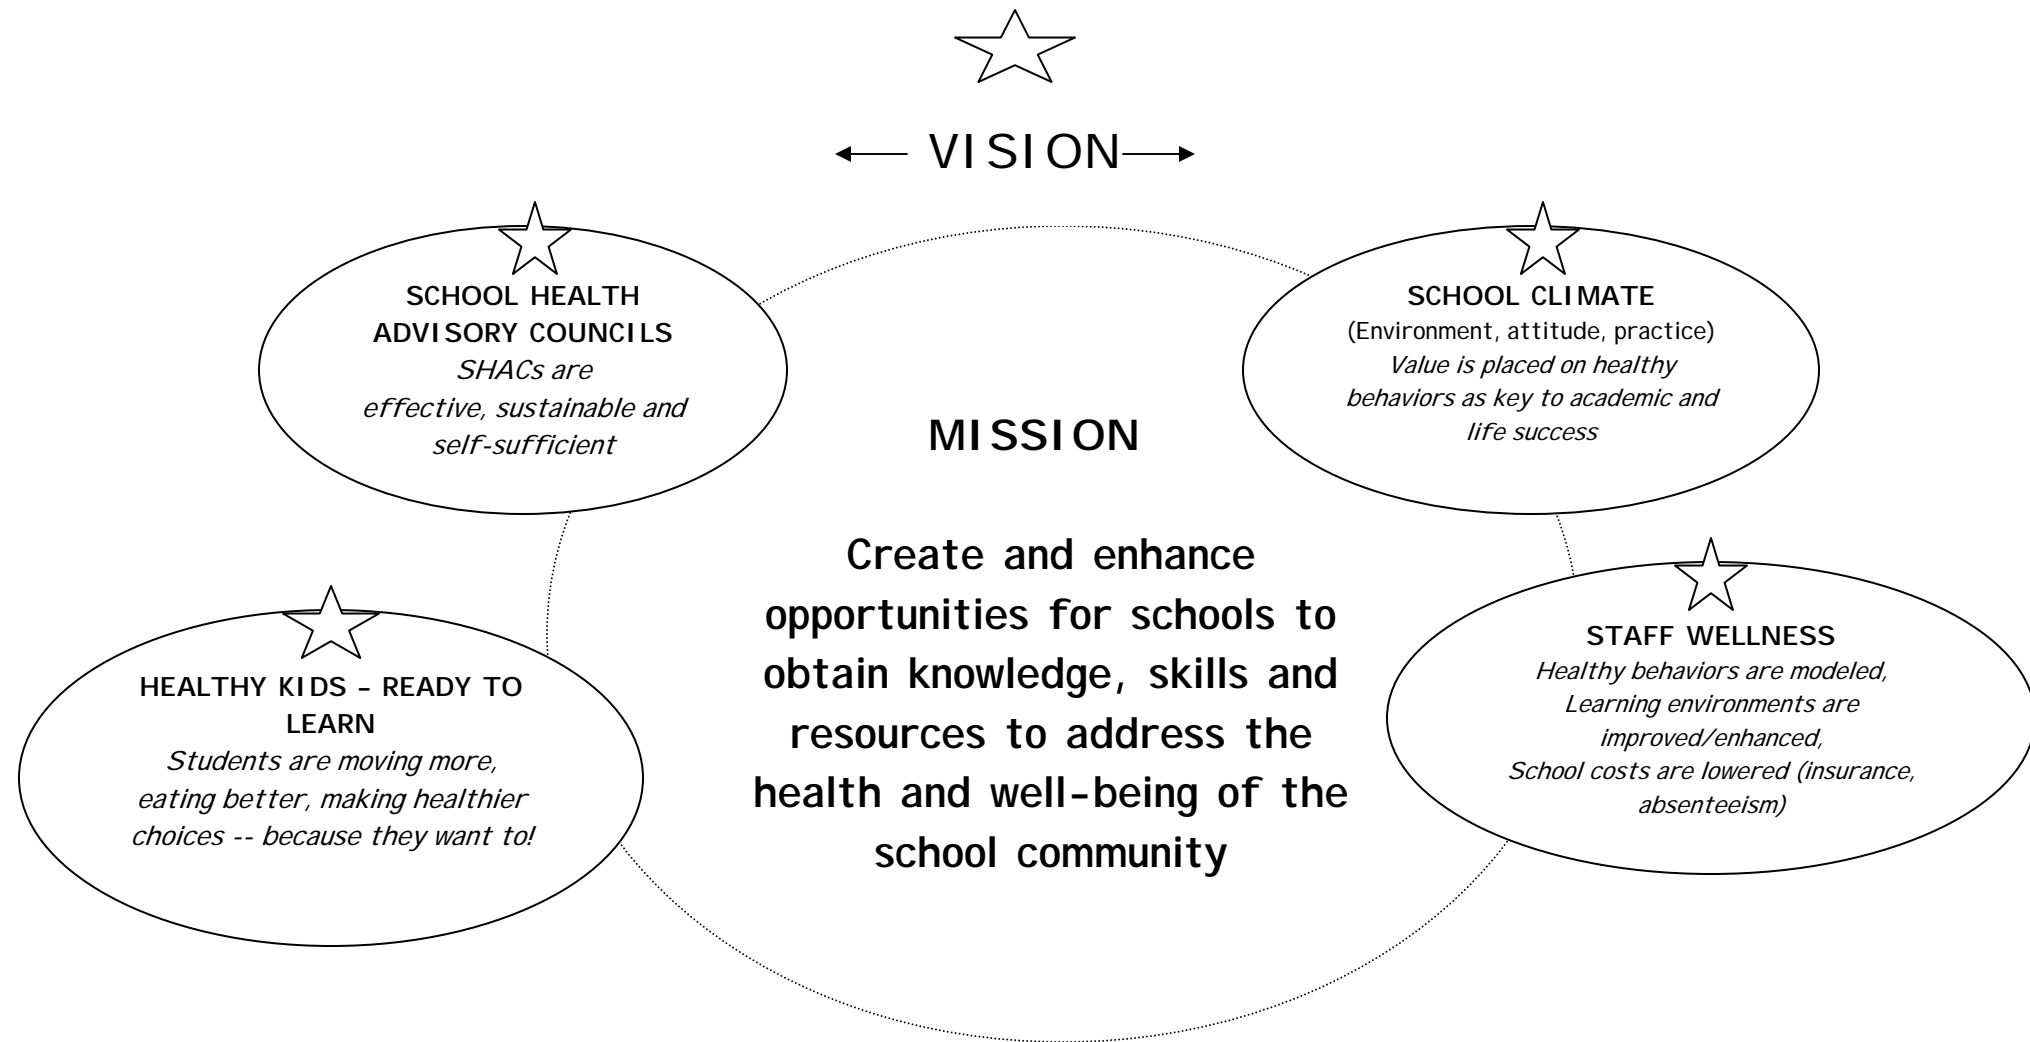 VISION
SCHOOL HEALTH
ADVISORY COUNCILS
SHACs are
effective, sustainable and
self-sufficient
SCHOOL CLIMATE
(Environment, attitude, practice)
Value is placed on healthy
behaviors as key to academic and
life success
MISSION
Create and enhance
opportunities for schools to
obtain knowledge, skills and
resources to address the
health and well-being of the
school community
HEALTHY KIDS – READY TO
LEARN
Students are moving more,
eating better, making healthier
choices -- because they want to!
STAFF WELLNESS
Healthy behaviors are modeled,
Learning environments are
improved/enhanced,
School costs are lowered (insurance,
absenteeism)